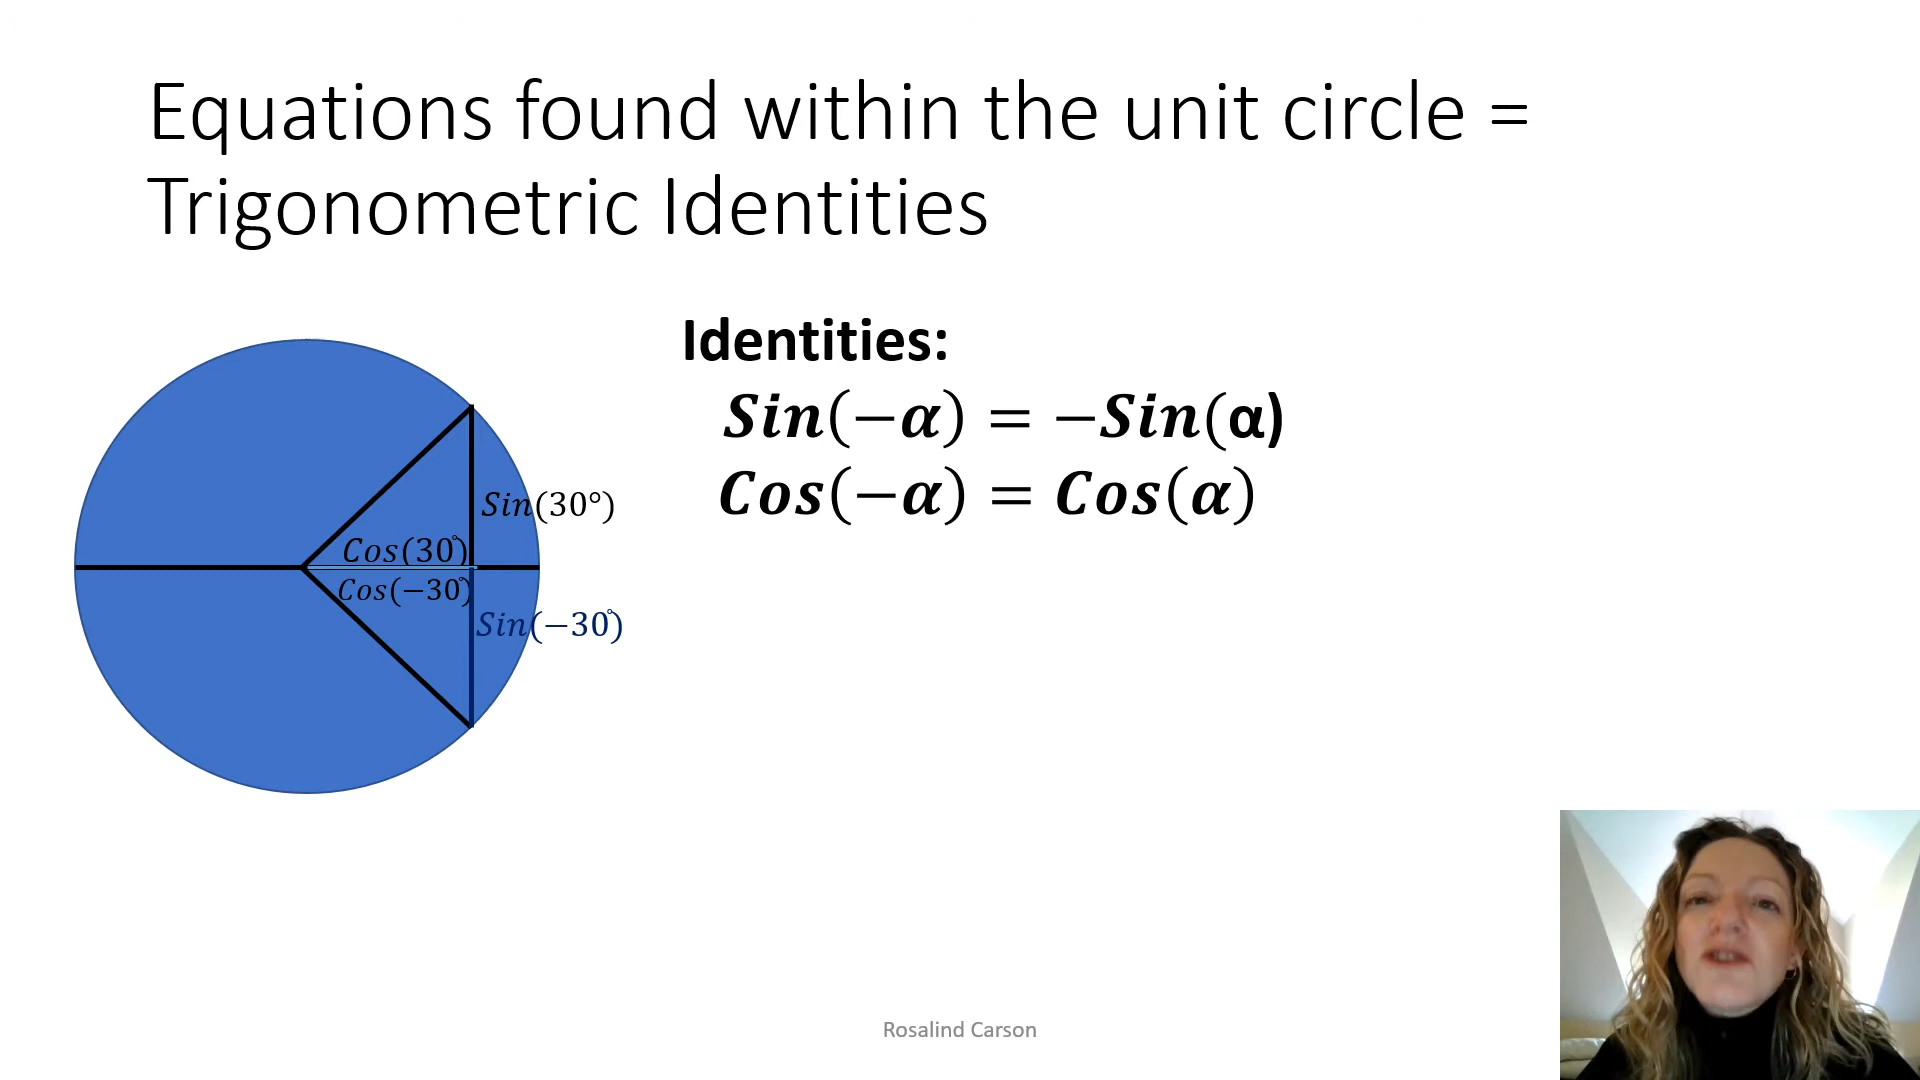 Equations found within the unit circle =
Trigonometric Identities
Identities:
Sin(−α) = −Sin(α)
Cos(−α) = Cos(α)
Sin(30°)
Cos(30°)
Cos(−30°)
Sin(−30°)
Rosalind Carson